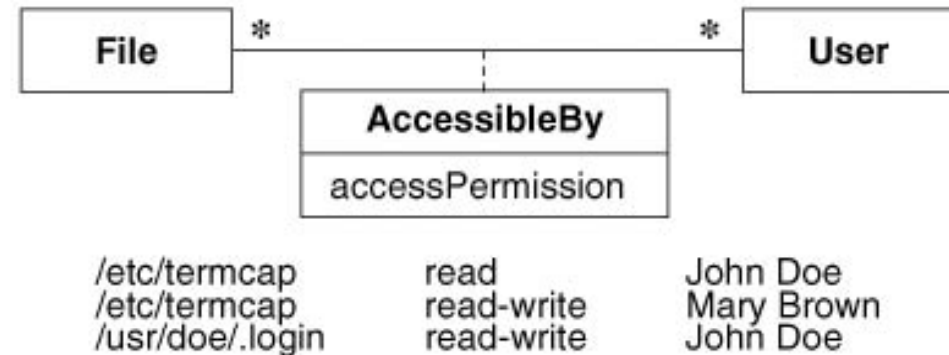 File * * User
AccessibleBy
accessPermission
/etc/termcap read John Doe
/etc/termcap read-write Mary Brown
/usr/doe/.login read-write John Doe